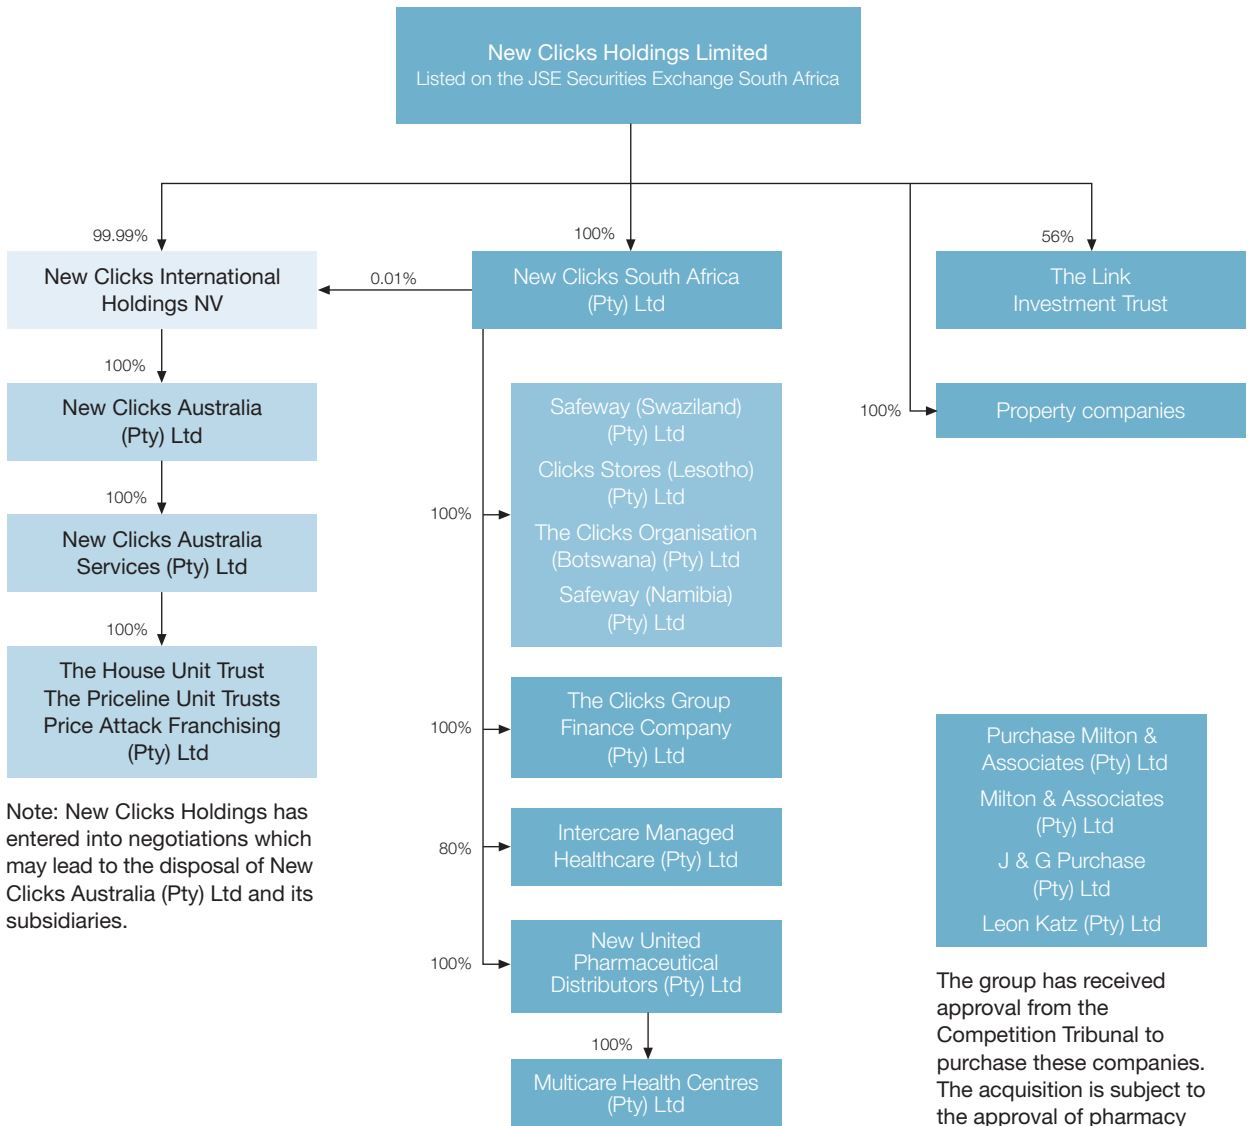 New Clicks Holdings Limited
Listed on the JSE Securities Exchange South Africa
99.99%
100%
56%
New Clicks International
Holdings NV
0.01%
New Clicks South Africa
(Pty) Ltd
The Link
Investment Trust
100%
New Clicks Australia
(Pty) Ltd
100%
New Clicks Australia
Services (Pty) Ltd
100%
The House Unit Trust
The Priceline Unit Trusts
Price Attack Franchising
(Pty) Ltd
Note: New Clicks Holdings has
entered into negotiations which
may lead to the disposal of New
Clicks Australia (Pty) Ltd and its
subsidiaries.
100%
Safeway (Swaziland)
(Pty) Ltd
Clicks Stores (Lesotho)
(Pty) Ltd
The Clicks Organisation
(Botswana) (Pty) Ltd
Safeway (Namibia)
(Pty) Ltd
100%
The Clicks Group
Finance Company
(Pty) Ltd
80%
Intercare Managed
Healthcare (Pty) Ltd
100%
New United
Pharmaceutical
Distributors (Pty) Ltd
100%
Multicare Health Centres
(Pty) Ltd
100%
Property companies
Purchase Milton &
Associates (Pty) Ltd
Milton & Associates
(Pty) Ltd
J & G Purchase
(Pty) Ltd
Leon Katz (Pty) Ltd
The group has received
approval from the
Competition Tribunal to
purchase these companies.
The acquisition is subject to
the approval of pharmacy